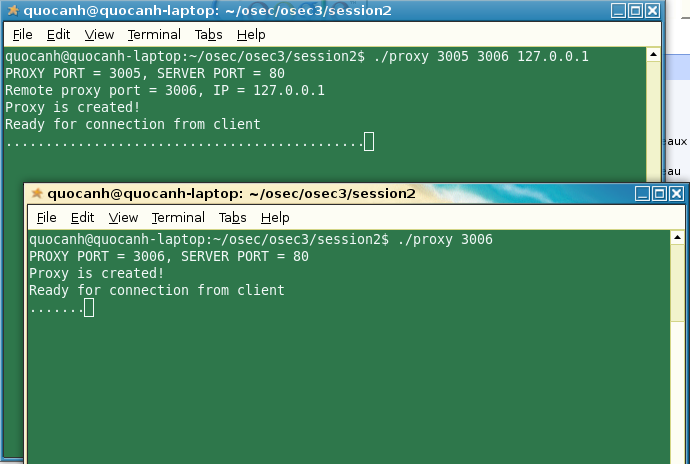 quocanh@quocanh-laptop: ~/osec/osec3/session2
File Edit View Terminal Tabs Help
quocanh@quocanh-laptop:~/osec/osec3/session2$ ./proxy 3005 3006 127.0.0.1
PROXY PORT = 3005, SERVER PORT = 80
Remote proxy port = 3006, IP = 127.0.0.1
Proxy is created!
Ready for connection from client
.............................................
eaux
eau
quocanh@quocanh-laptop: ~/osec/osec3/session2
File Edit View Terminal Tabs Help
quocanh@quocanh-laptop:~/osec/osec3/session2$ ./proxy 3006
PROXY PORT = 3006, SERVER PORT = 80
Proxy is created!
Ready for connection from client
.......